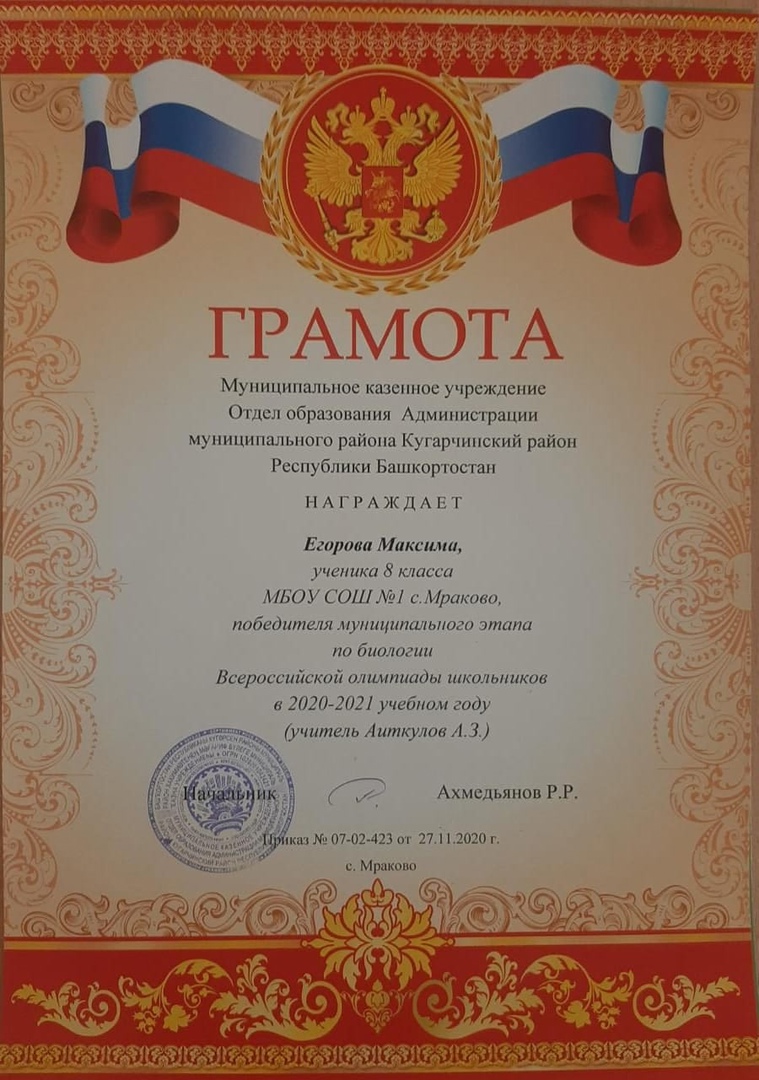 ГРАМОТА
Муниципальное казенное учреждение
Отдел образования Администрации
муниципального района Кугарчинский район
Республики Башкортостан
НАГРАЖДАЕТ
Егорова Максима,
ученика 8 класса
МБОУ СОШ №1 с.Мраково,
победителя муниципального этапа
по биологии
Всероссийской олимпиады школьников
в 2020-2021 учебном году
(учитель Аиткулов А.З.)
Начальник Ахмедьянов Р.Р.
Приказ № 07-02-423 от 27.11.2020 г.
с. Мраково